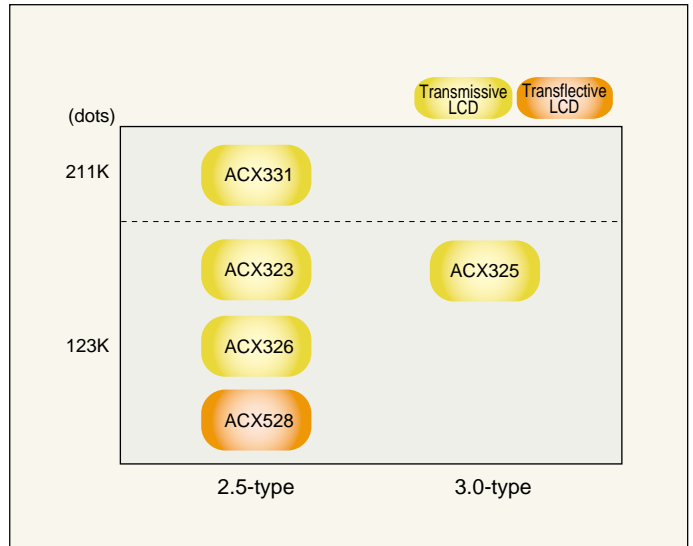 Transmissive
LCD
Transflective
LCD
(dots)
211K
ACX331
ACX323
ACX325
123K
ACX326
ACX528
2.5-type
3.0-type